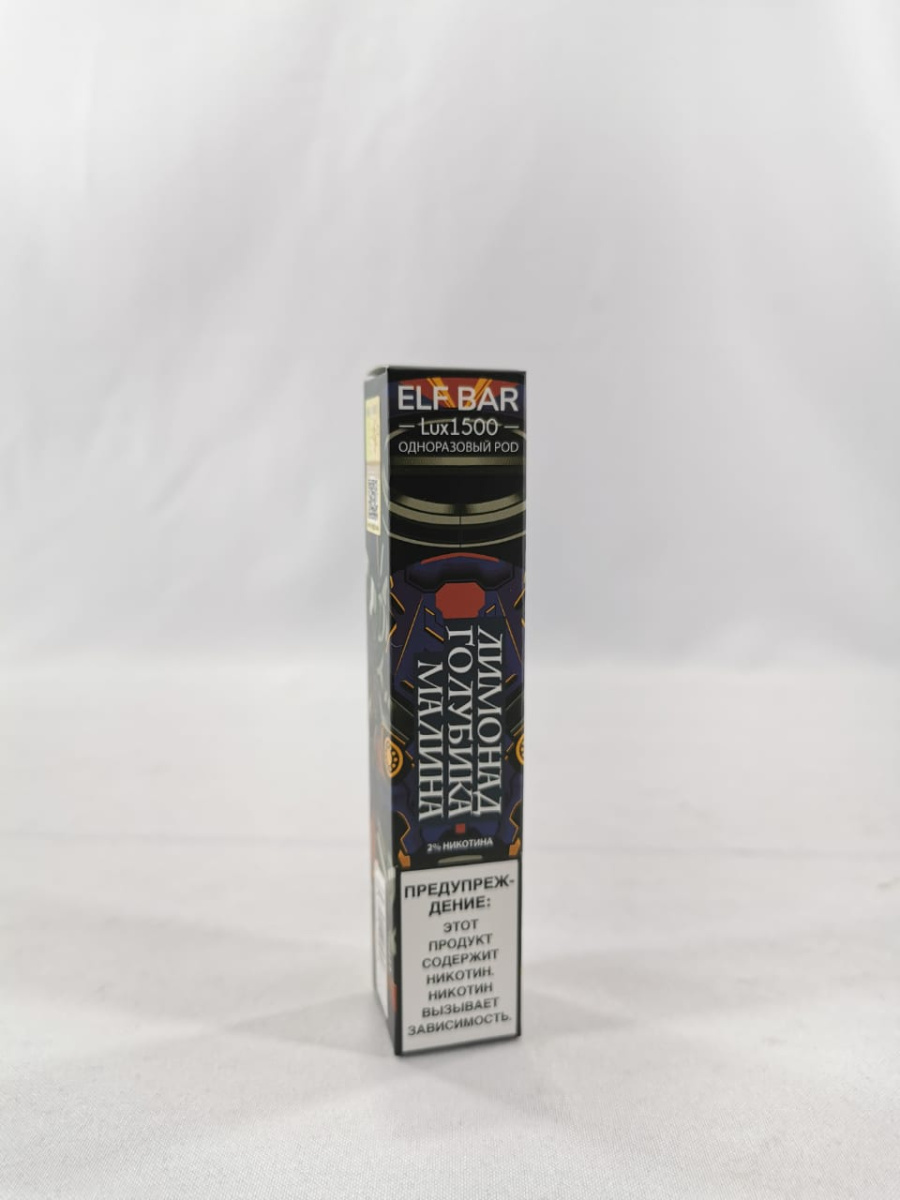 ELF BAR
Lux1500
ОДНОРАЗОВЫЙ POD
ЛИМОНАД
ГОЛУБИКА
МАЛИНА
2% НИКОТИНА
ПРЕДУПРЕЖ-
ДЕНИЕ:
ЭТОТ
ПРОДУКТ
СОДЕРЖИТ
НИКОТИН.
НИКОТИН
ВЫЗЫВАЕТ
ЗАВИСИМОСТЬ.